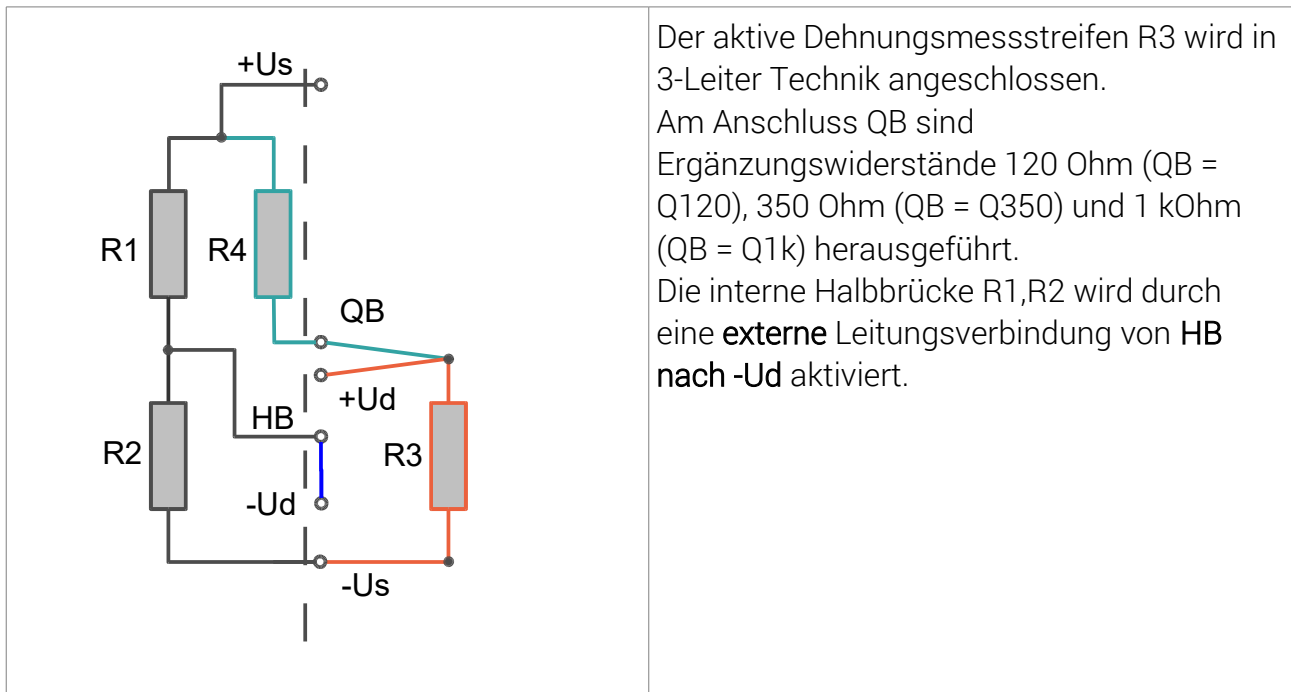 +Us
R1
R4
QB
+Ud
HB
R2
R3
-Ud
-Us
Der aktive Dehnungsmessstreifen R3 wird in
3-Leiter Technik angeschlossen.
Am Anschluss QB sind
Ergänzungswiderstände 120 Ohm (QB =
Q120), 350 Ohm (QB = Q350) und 1 kOhm
(QB = Q1k) herausgeführt.
Die interne Halbbrücke R1,R2 wird durch
eine externe Leitungsverbindung von HB
nach -Ud aktiviert.